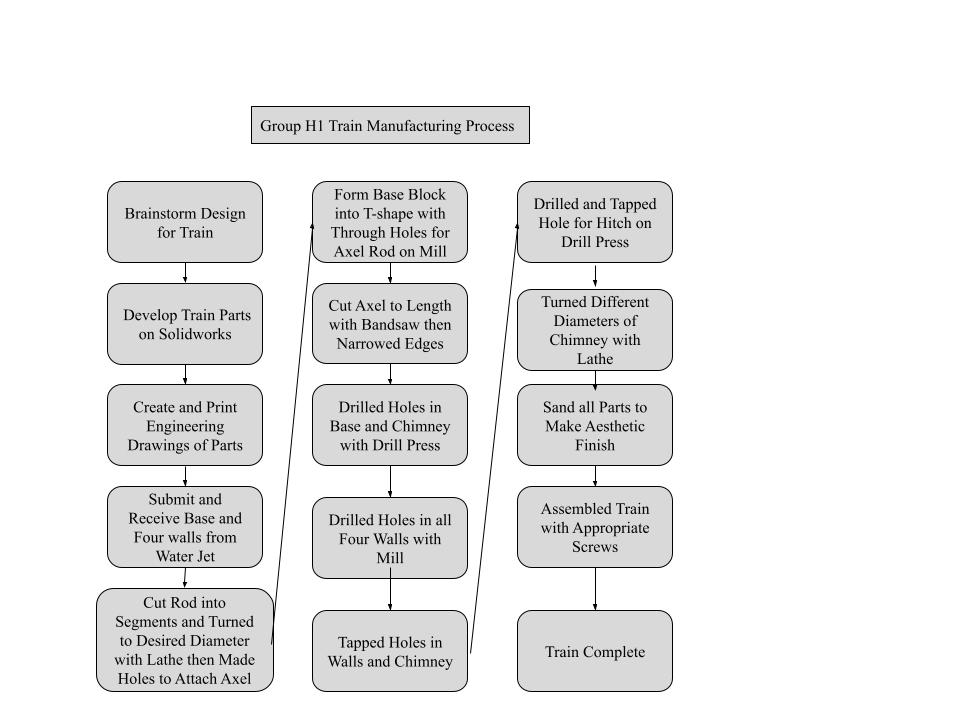 Group H1 Train Manufacturing Process
Brainstorm Design
for Train
Develop Train Parts
on Solidworks
Create and Print
Engineering
Drawings of Parts
Submit and
Receive Base and
Four walls from
Water Jet
Cut Rod into
Segments and Turned
to Desired Diameter
with Lathe then Made
Holes to Attach Axel
Form Base Block
into T-shape with
Through Holes for
Axel Rod on Mill
Cut Axel to Length
with Bandsaw then
Narrowed Edges
Drilled Holes in
Base and Chimney
with Drill Press
Drilled Holes in all
Four Walls with
Mill
Tapped Holes in
Walls and Chimney
Drilled and Tapped
Hole for Hitch on
Drill Press
Turned Different
Diameters of
Chimney with
Lathe
Sand all Parts to
Make Aesthetic
Finish
Assembled Train
with Appropriate
Screws
Train Complete